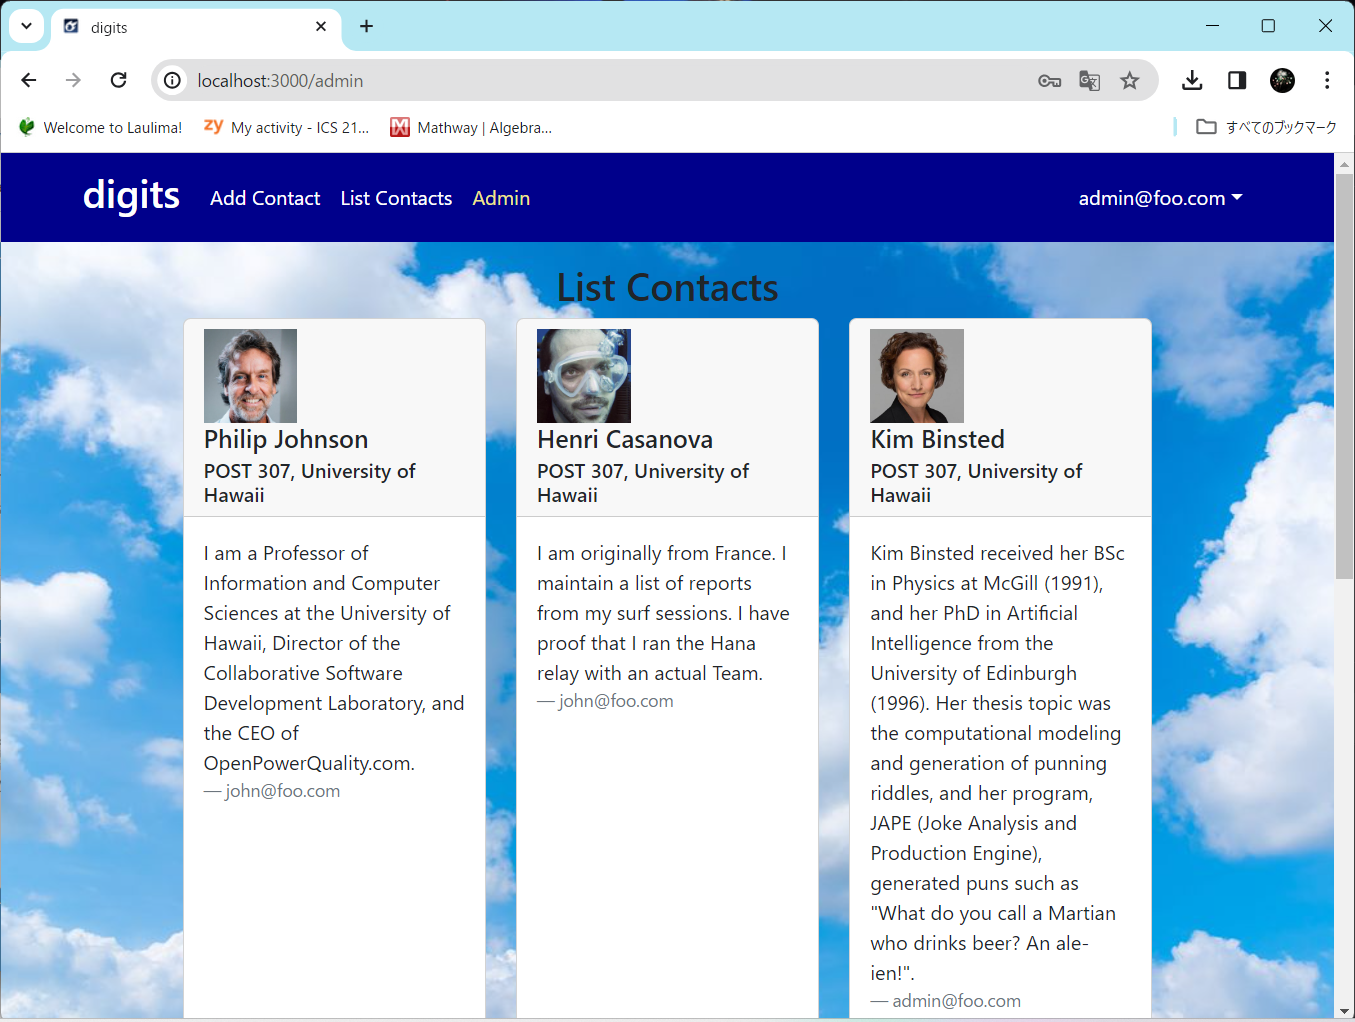 digits
localhost:3000/admin
Welcome to Laulima!
zy My activity - ICS 21...
Mathway | Algebra...
すべてのブックマーク
digits
Add Contact
List Contacts
Admin
admin@foo.com
List Contacts
Philip Johnson
POST 307, University of
Hawaii
I am a Professor of
Information and Computer
Sciences at the University of
Hawaii, Director of the
Collaborative Software
Development Laboratory, and
the CEO of
OpenPowerQuality.com.
— john@foo.com
Henri Casanova
POST 307, University of
Hawaii
I am originally from France. I
maintain a list of reports
from my surf sessions. I have
proof that I ran the Hana
relay with an actual Team.
— john@foo.com
Kim Binsted
POST 307, University of
Hawaii
Kim Binsted received her BSc
in Physics at McGill (1991),
and her PhD in Artificial
Intelligence from the
University of Edinburgh
(1996). Her thesis topic was
the computational modeling
and generation of punning
riddles, and her program,
JAPE (Joke Analysis and
Production Engine),
generated puns such as
"What do you call a Martian
who drinks beer? An ale-
ien!".
— admin@foo.com